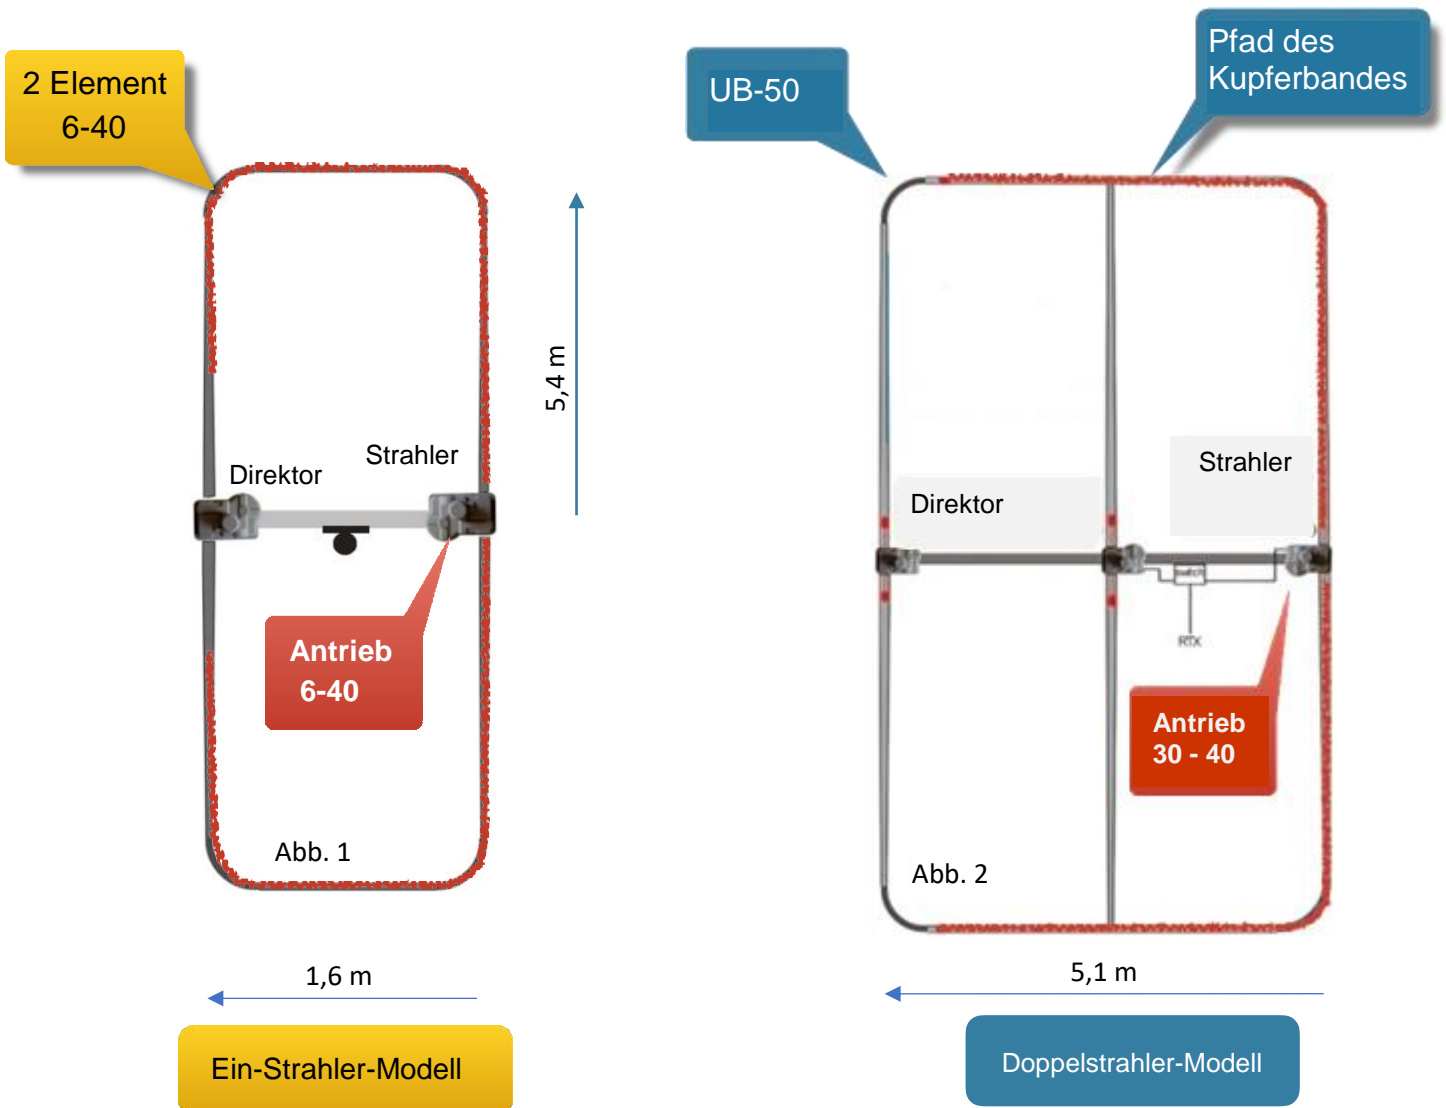 2 Element
6-40
UB-50
Pfad des
Kupferbandes
5,4 m
Direktor
Strahler
Antrieb
6-40
Abb. 1
1,6 m
Ein-Strahler-Modell
Direktor
Strahler
switch
RTX
Antrieb
30 - 40
Abb. 2
5,1 m
Doppelstrahler-Modell